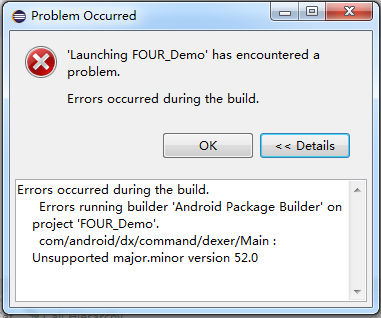 Problem Occurred
'Launching FOUR_Demo' has encountered a
problem.
Errors occurred during the build.
OK
<< Details
Errors occurred during the build.
Errors running builder 'Android Package Builder' on
project 'FOUR_Demo'.
com/android/dx/command/dexer/Main :
Unsupported major.minor version 52.0